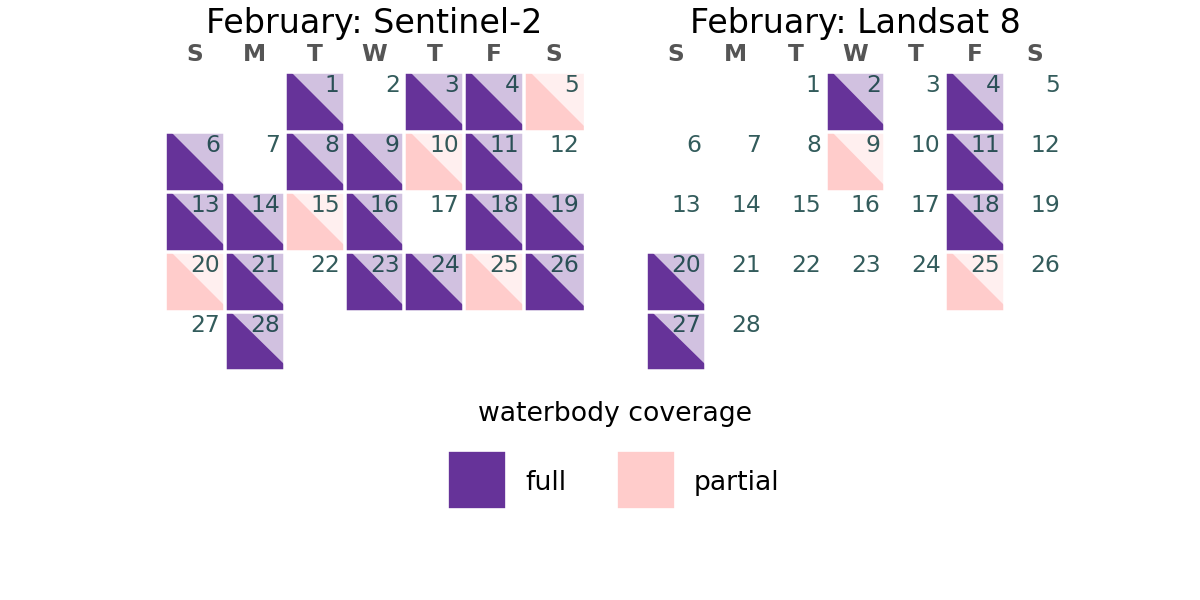 February: Sentinel-2
S M T W T F S
1 2 3 4 5
6 7 8 9 10 11 12
13 14 15 16 17 18 19
20 21 22 23 24 25 26
27 28
February: Landsat 8
S M T W T F S
1 2 3 4 5
6 7 8 9 10 11 12
13 14 15 16 17 18 19
20 21 22 23 24 25 26
27 28
waterbody coverage
full
partial